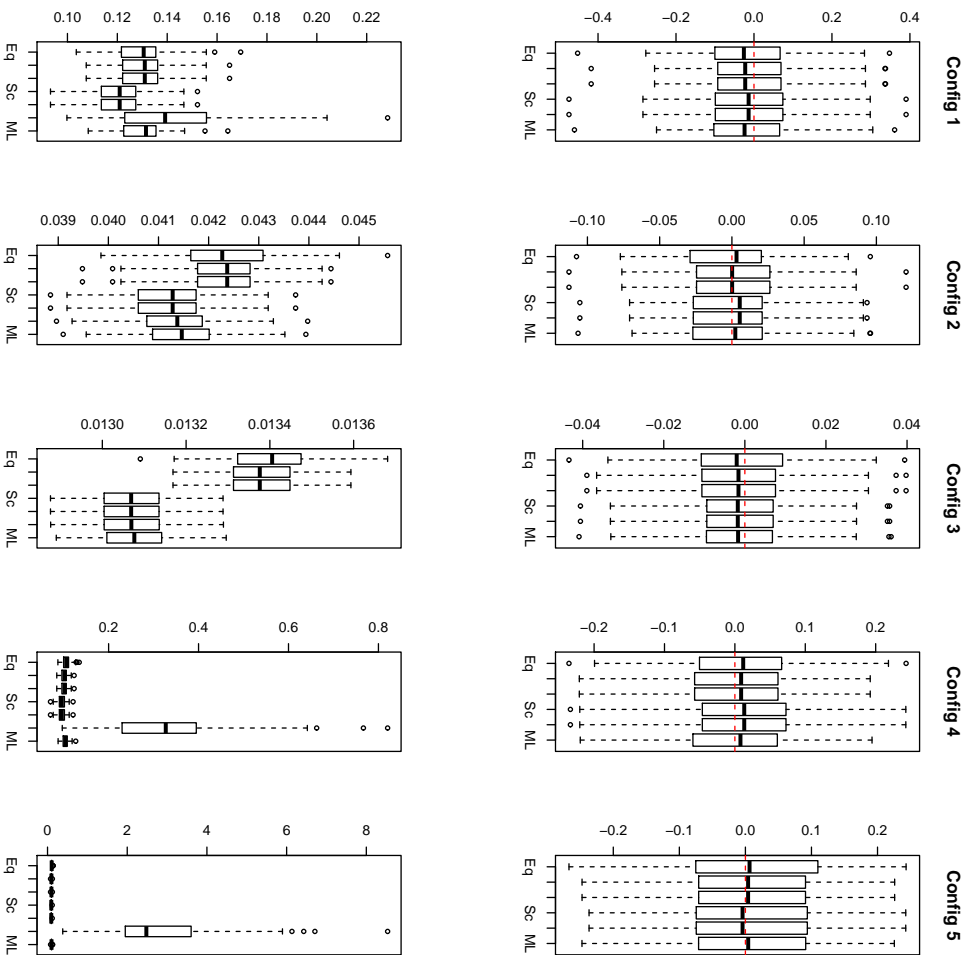 Config 1
−0.4 −0.2 0.0 0.2 0.4
Eq Sc ML
Config 2
−0.10 −0.05 0.00 0.05 0.10
Eq Sc ML
Config 3
−0.04 −0.02 0.00 0.02 0.04
Eq Sc ML
Config 4
−0.2 −0.1 0.0 0.1 0.2
Eq Sc ML
Config 5
−0.2 −0.1 0.0 0.1 0.2
Eq Sc ML
0.10 0.12 0.14 0.16 0.18 0.20 0.22
Eq Sc ML
0.039 0.040 0.041 0.042 0.043 0.044 0.045
Eq Sc ML
0.0130 0.0132 0.0134 0.0136
Eq Sc ML
0.2 0.4 0.6 0.8
Eq Sc ML
0 2 4 6 8
Eq Sc ML